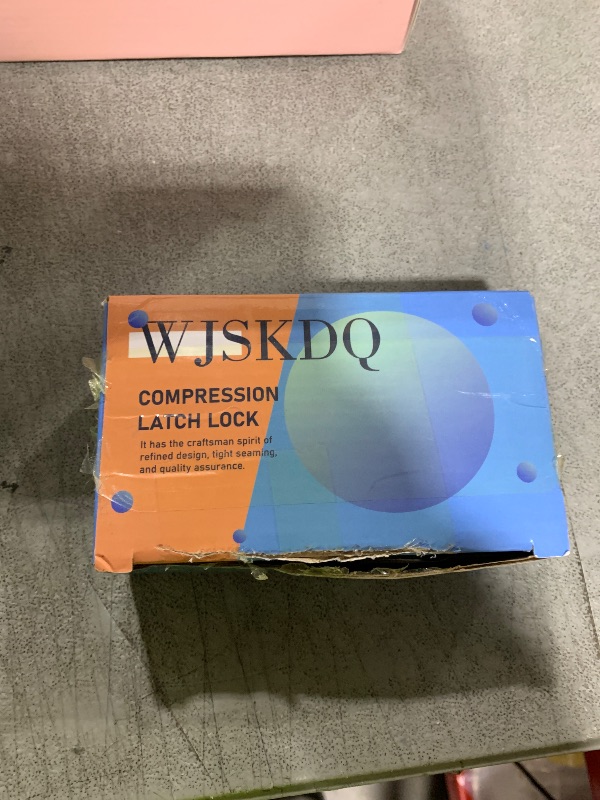 WJSKDQ
COMPRESSION
LATCH LOCK
It has the craftsman spirit of
refined design, tight seaming,
and quality assurance.